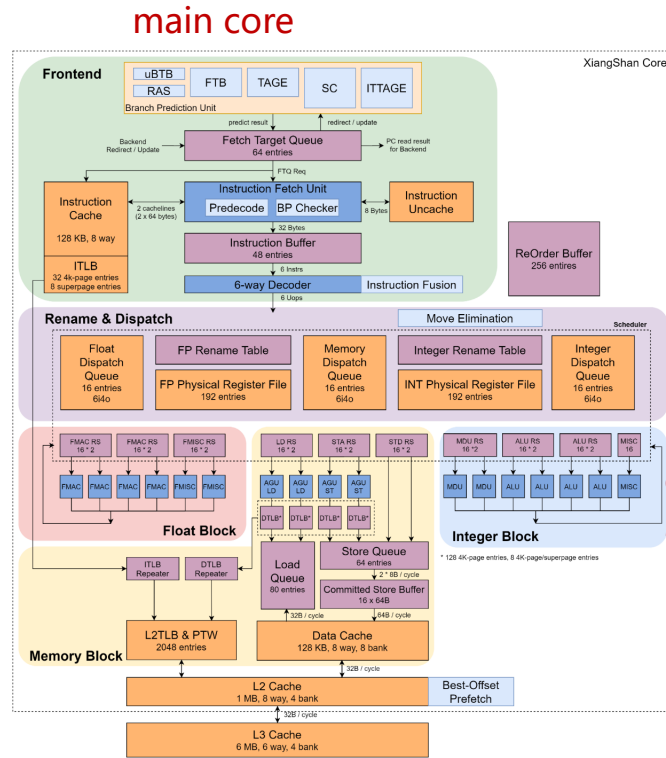 main core
XiangShan Core
Frontend
uBTB
RAS
FTB
TAGE
SC
ITTAGE
Branch Prediction Unit
predict result
redirect / update
Backend
Redirect / Update
Fetch Target Queue
64 entries
PC read result
for Backend
FTQ Req
Instruction
Cache
128 KB, 8 way
2 cachelines
(2 x 64 bytes)
Instruction Fetch Unit
Predecode
BP Checker
8 Bytes
Instruction
Uncache
32 Bytes
Instruction Buffer
48 entries
ITLB
32 4k-page entries
8 superpage entries
6 Instrs
6-way Decoder
Instruction Fusion
6 Uops
ReOrder Buffer
256 entires
Rename & Dispatch
Move Elimination
Scheduler
Float
Dispatch
Queue
16 entries
6i4o
FP Rename Table
FP Physical Register File
192 entries
Memory
Dispatch
Queue
16 entries
6i4o
Integer Rename Table
INT Physical Register File
192 entries
Integer
Dispatch
Queue
16 entries
6i4o
FMAC RS
16 * 2
FMAC RS
16 * 2
FMISC RS
16 * 2
LD RS
16 * 2
STA RS
16 * 2
STD RS
16 * 2
MDU RS
16 *2
ALU RS
16 * 2
ALU RS
16 * 2
MISC
16
FMAC
FMAC
FMAC
FMAC
FMISC
FMISC
AGU
LD
AGU
LD
AGU
ST
AGU
ST
MDU
MDU
ALU
ALU
ALU
ALU
MISC
DTLB*
DTLB*
DTLB*
DTLB*
Float Block
Integer Block
* 128 4K-page entries, 8 4K-page/superpage entries
ITLB
Repeater
DTLB
Repeater
Load
Queue
80 entries
Store Queue
64 entries
2 * 8B / cycle
Committed Store Buffer
16 x 64B
32B / cycle
64B / cycle
L2TLB & PTW
2048 entries
Data Cache
128 KB, 8 way, 8 bank
Memory Block
32B / cycle
L2 Cache
1 MB, 8 way, 4 bank
Best-Offset
Prefetch
32B / cycle
L3 Cache
6 MB, 6 way, 4 bank